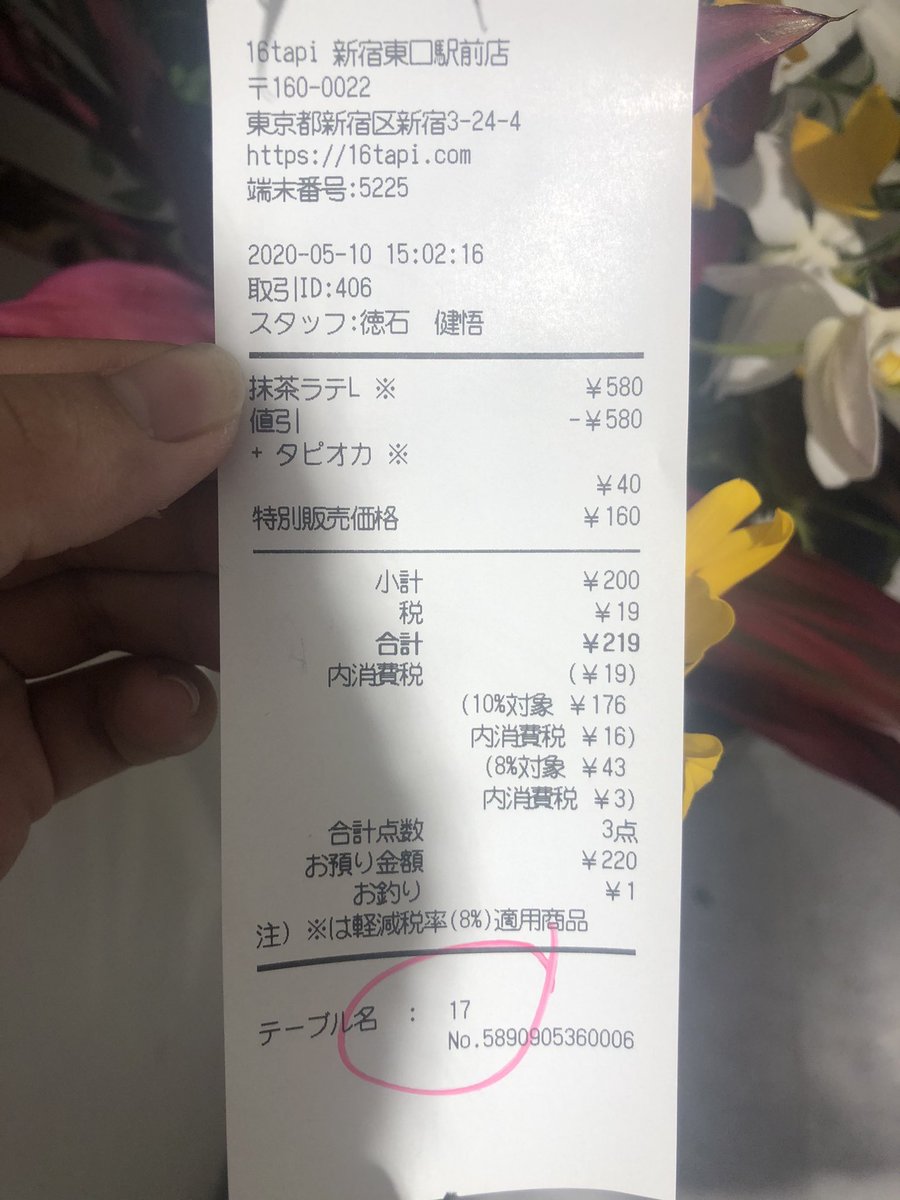 16tapi 新宿東口駅前店
〒160-0022
東京都新宿区新宿3-24-4
https://16tapi.com
端末番号:5225
2020-05-10 15:02:16
取引ID:406
スタッフ:徳石 健悟
抹茶ラテL ※ ¥580
値引 -¥580
+ タピオカ ※
¥40
特別販売価格 ¥160
小計 ¥200
税 ¥19
合計 ¥219
内消費税 (¥19)
(10%対象 ¥176
内消費税 ¥16)
(8%対象 ¥43
内消費税 ¥3)
合計点数 3点
お預り金額 ¥220
お釣り ¥1
注) ※は軽減税率(8%)適用商品
テーブル名 : 17
No.5890905360006